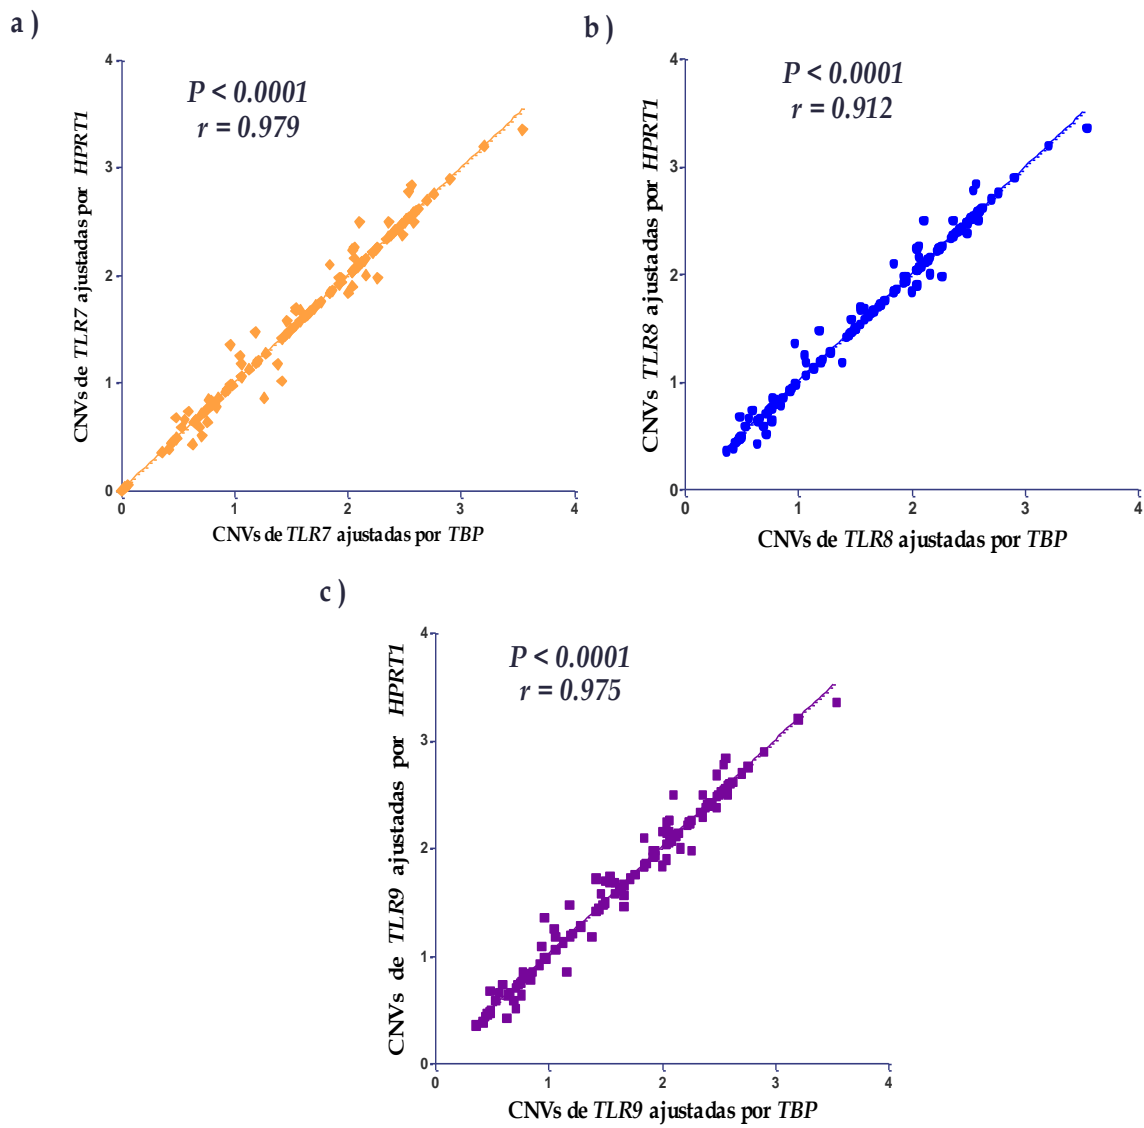 a )
P < 0.0001
r = 0.979
CNVs de TLR7 ajustadas por HPRT1
4
3
2
1
0
0 1 2 3 4
CNVs de TLR7 ajustadas por TBP
b )
P < 0.0001
r = 0.912
CNVs TLR8 ajustadas por HPRT1
4
3
2
1
0
0 1 2 3 4
CNVs de TLR8 ajustadas por TBP
c )
P < 0.0001
r = 0.975
CNVs de TLR9 ajustadas por HPRT1
4
3
2
1
0
0 1 2 3 4
CNVs de TLR9 ajustadas por TBP